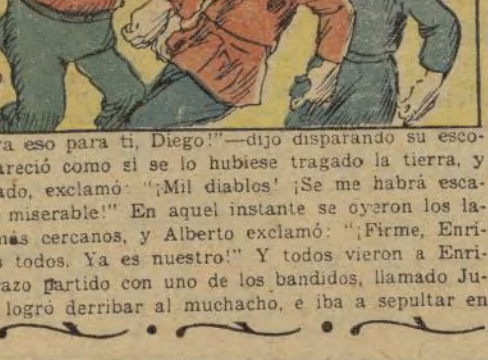 va eso para ti, Diego!"—dijo disparando su esco-
areció como si se lo hubiese tragado la tierra, y
ado, exclamó: "¡Mil diablos! ¡Se me habrá esca-
miserable!" En aquel instante se oyeron los la-
más cercanos, y Alberto exclamó: "¡Firme, Enri-
s todos. Ya es nuestro!" Y todos vieron a Enri-
razo partido con uno de los bandidos, llamado Ju-
logró derribar al muchacho, e iba a sepultar en